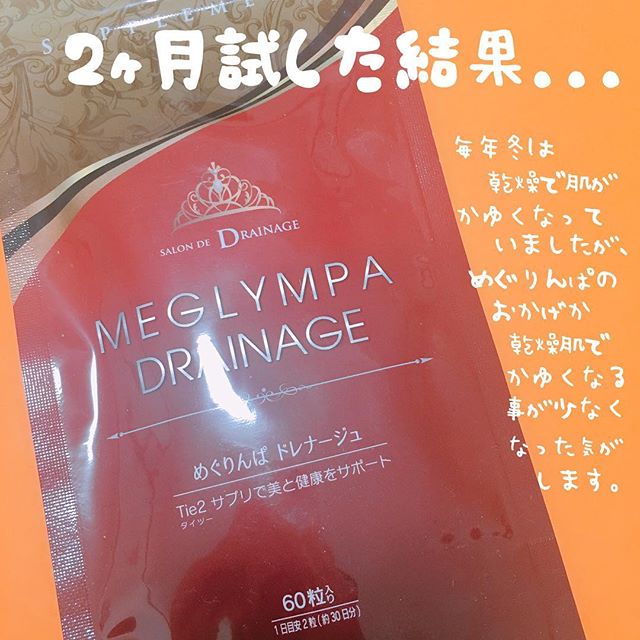 SUPPLEME
2ヶ月試した結果...
毎年冬は
乾燥で肌が
かゆくなって
いましたが、
めぐりんぱの
おかげか
乾燥肌で
かゆくなる
事が少なく
なった気が
します。
SALON DE DRAINAGE
MEGLYMPA
DRAINAGE
めぐりんぱ ドレナージュ
Tie2 サプリで美と健康をサポート
タイツー
60粒入り
1日目安2粒(約30日分)